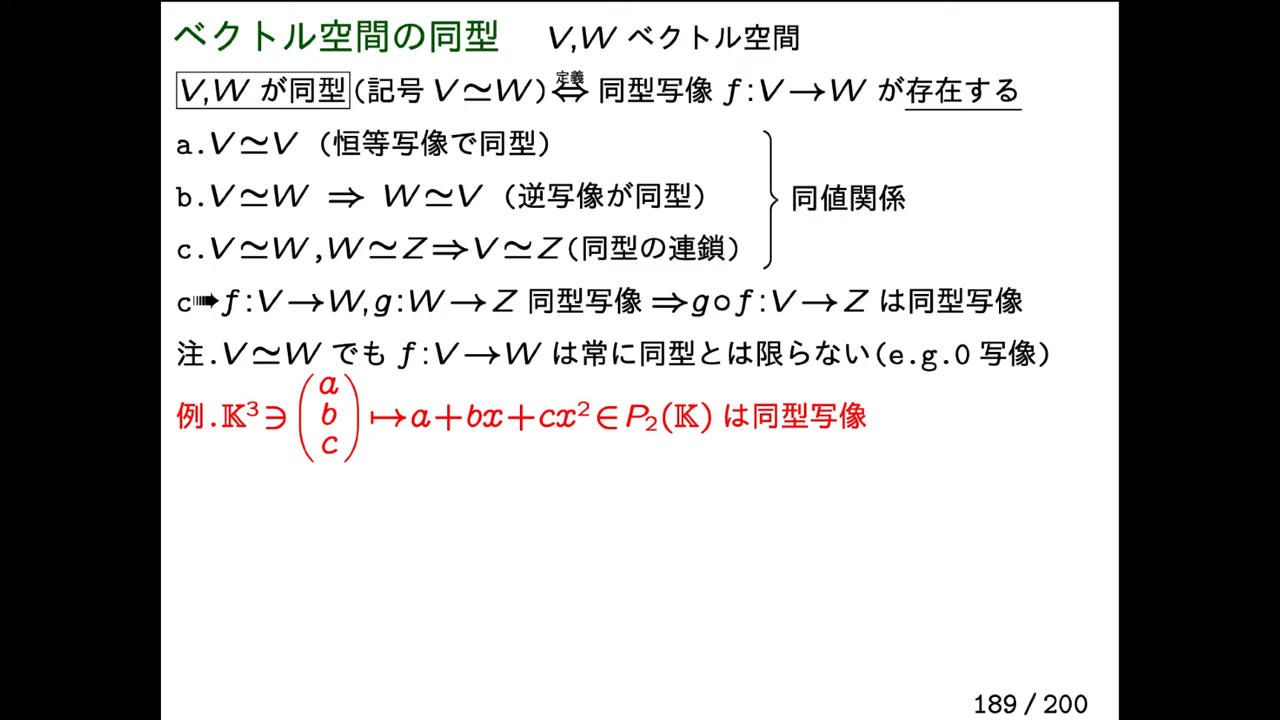 ベクトル空間の同型 V,W ベクトル空間
V,W が同型(記号 V≃W)⇔定義 同型写像 f:V→W が存在する
a.V≃V (恒等写像で同型)
b.V≃W ⇒ W≃V (逆写像が同型)
同値関係
c.V≃W,W≃Z⇒V≃Z(同型の連鎖)
c➠f:V→W,g:W→Z 同型写像⇒g∘f:V→Z は同型写像
注.V≃W でも f:V→W は常に同型とは限らない(e.g.0 写像)
例.𝕂³∋(a b c)↦a+bx+cx²∈P₂(𝕂) は同型写像
189 / 200